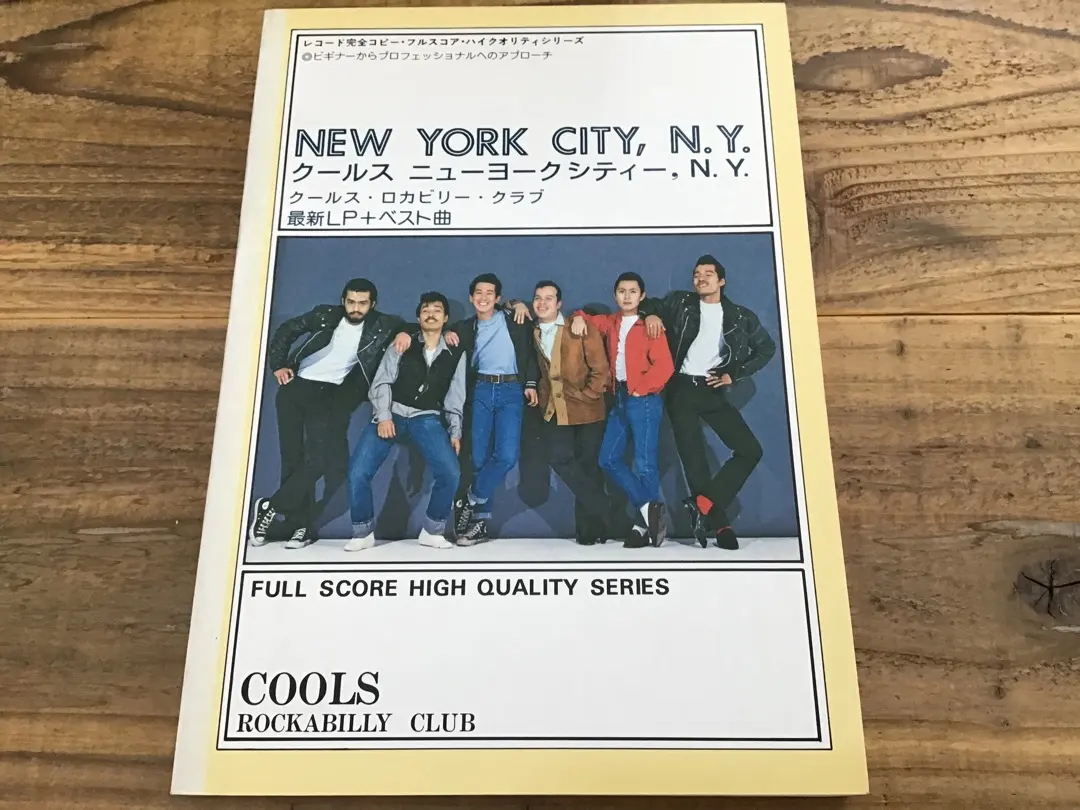 レコード完全コピー・フルスコア・ハイクオリティシリーズ
◎ビギナーからプロフェッショナルへのアプローチ
NEW YORK CITY, N.Y.
クールス ニューヨークシティー, N.Y.
クールス・ロカビリー・クラブ
最新LP+ベスト曲
FULL SCORE HIGH QUALITY SERIES
COOLS
ROCKABILLY CLUB